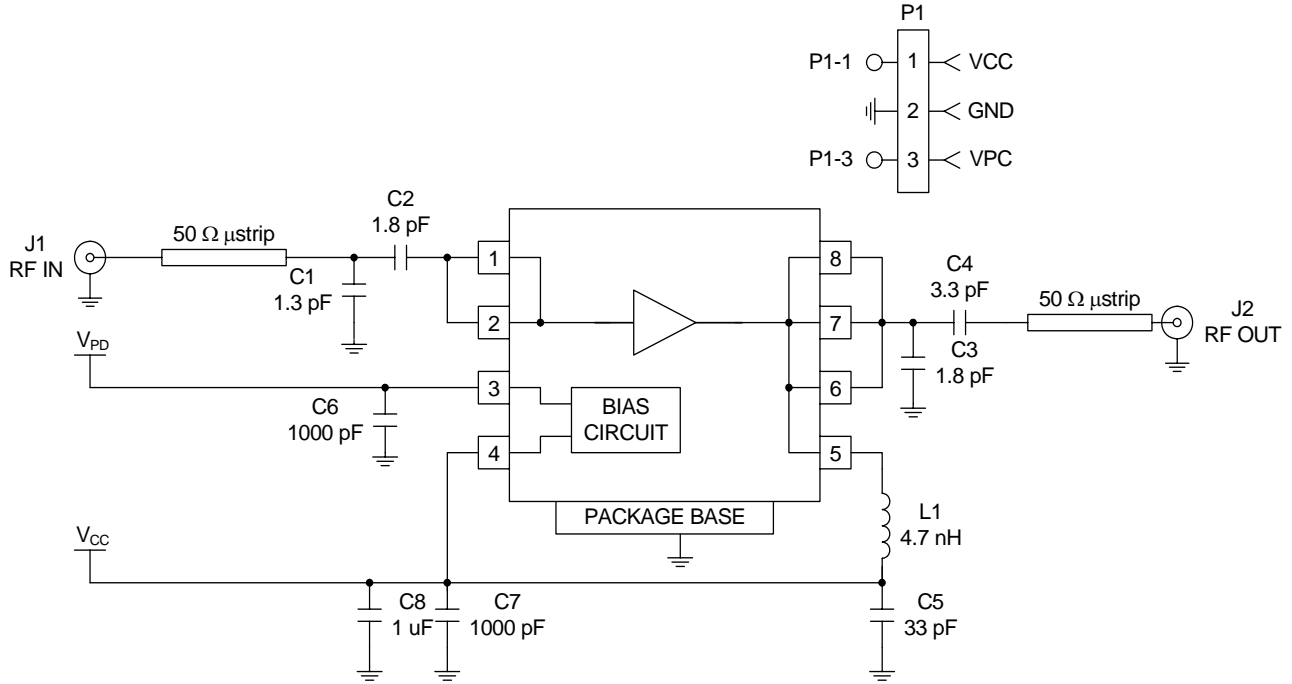 P1
P1-1
1
VCC
2
GND
P1-3
3
VPC
C2
1.8 pF
J1
RF IN
50 Ω μstrip
C1
1.3 pF
1
2
3
4
8
7
6
5
C4
3.3 pF
50 Ω μstrip
J2
RF OUT
C3
1.8 pF
VPD
C6
1000 pF
BIAS
CIRCUIT
PACKAGE BASE
L1
4.7 nH
VCC
C8
1 uF
C7
1000 pF
C5
33 pF